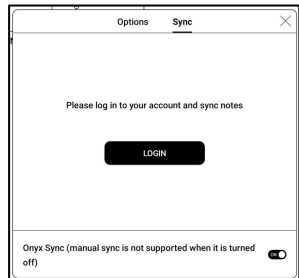 Options Sync
Please log in to your account and sync notes
LOGIN
Onyx Sync (manual sync is not supported when it is turned
off)
ON